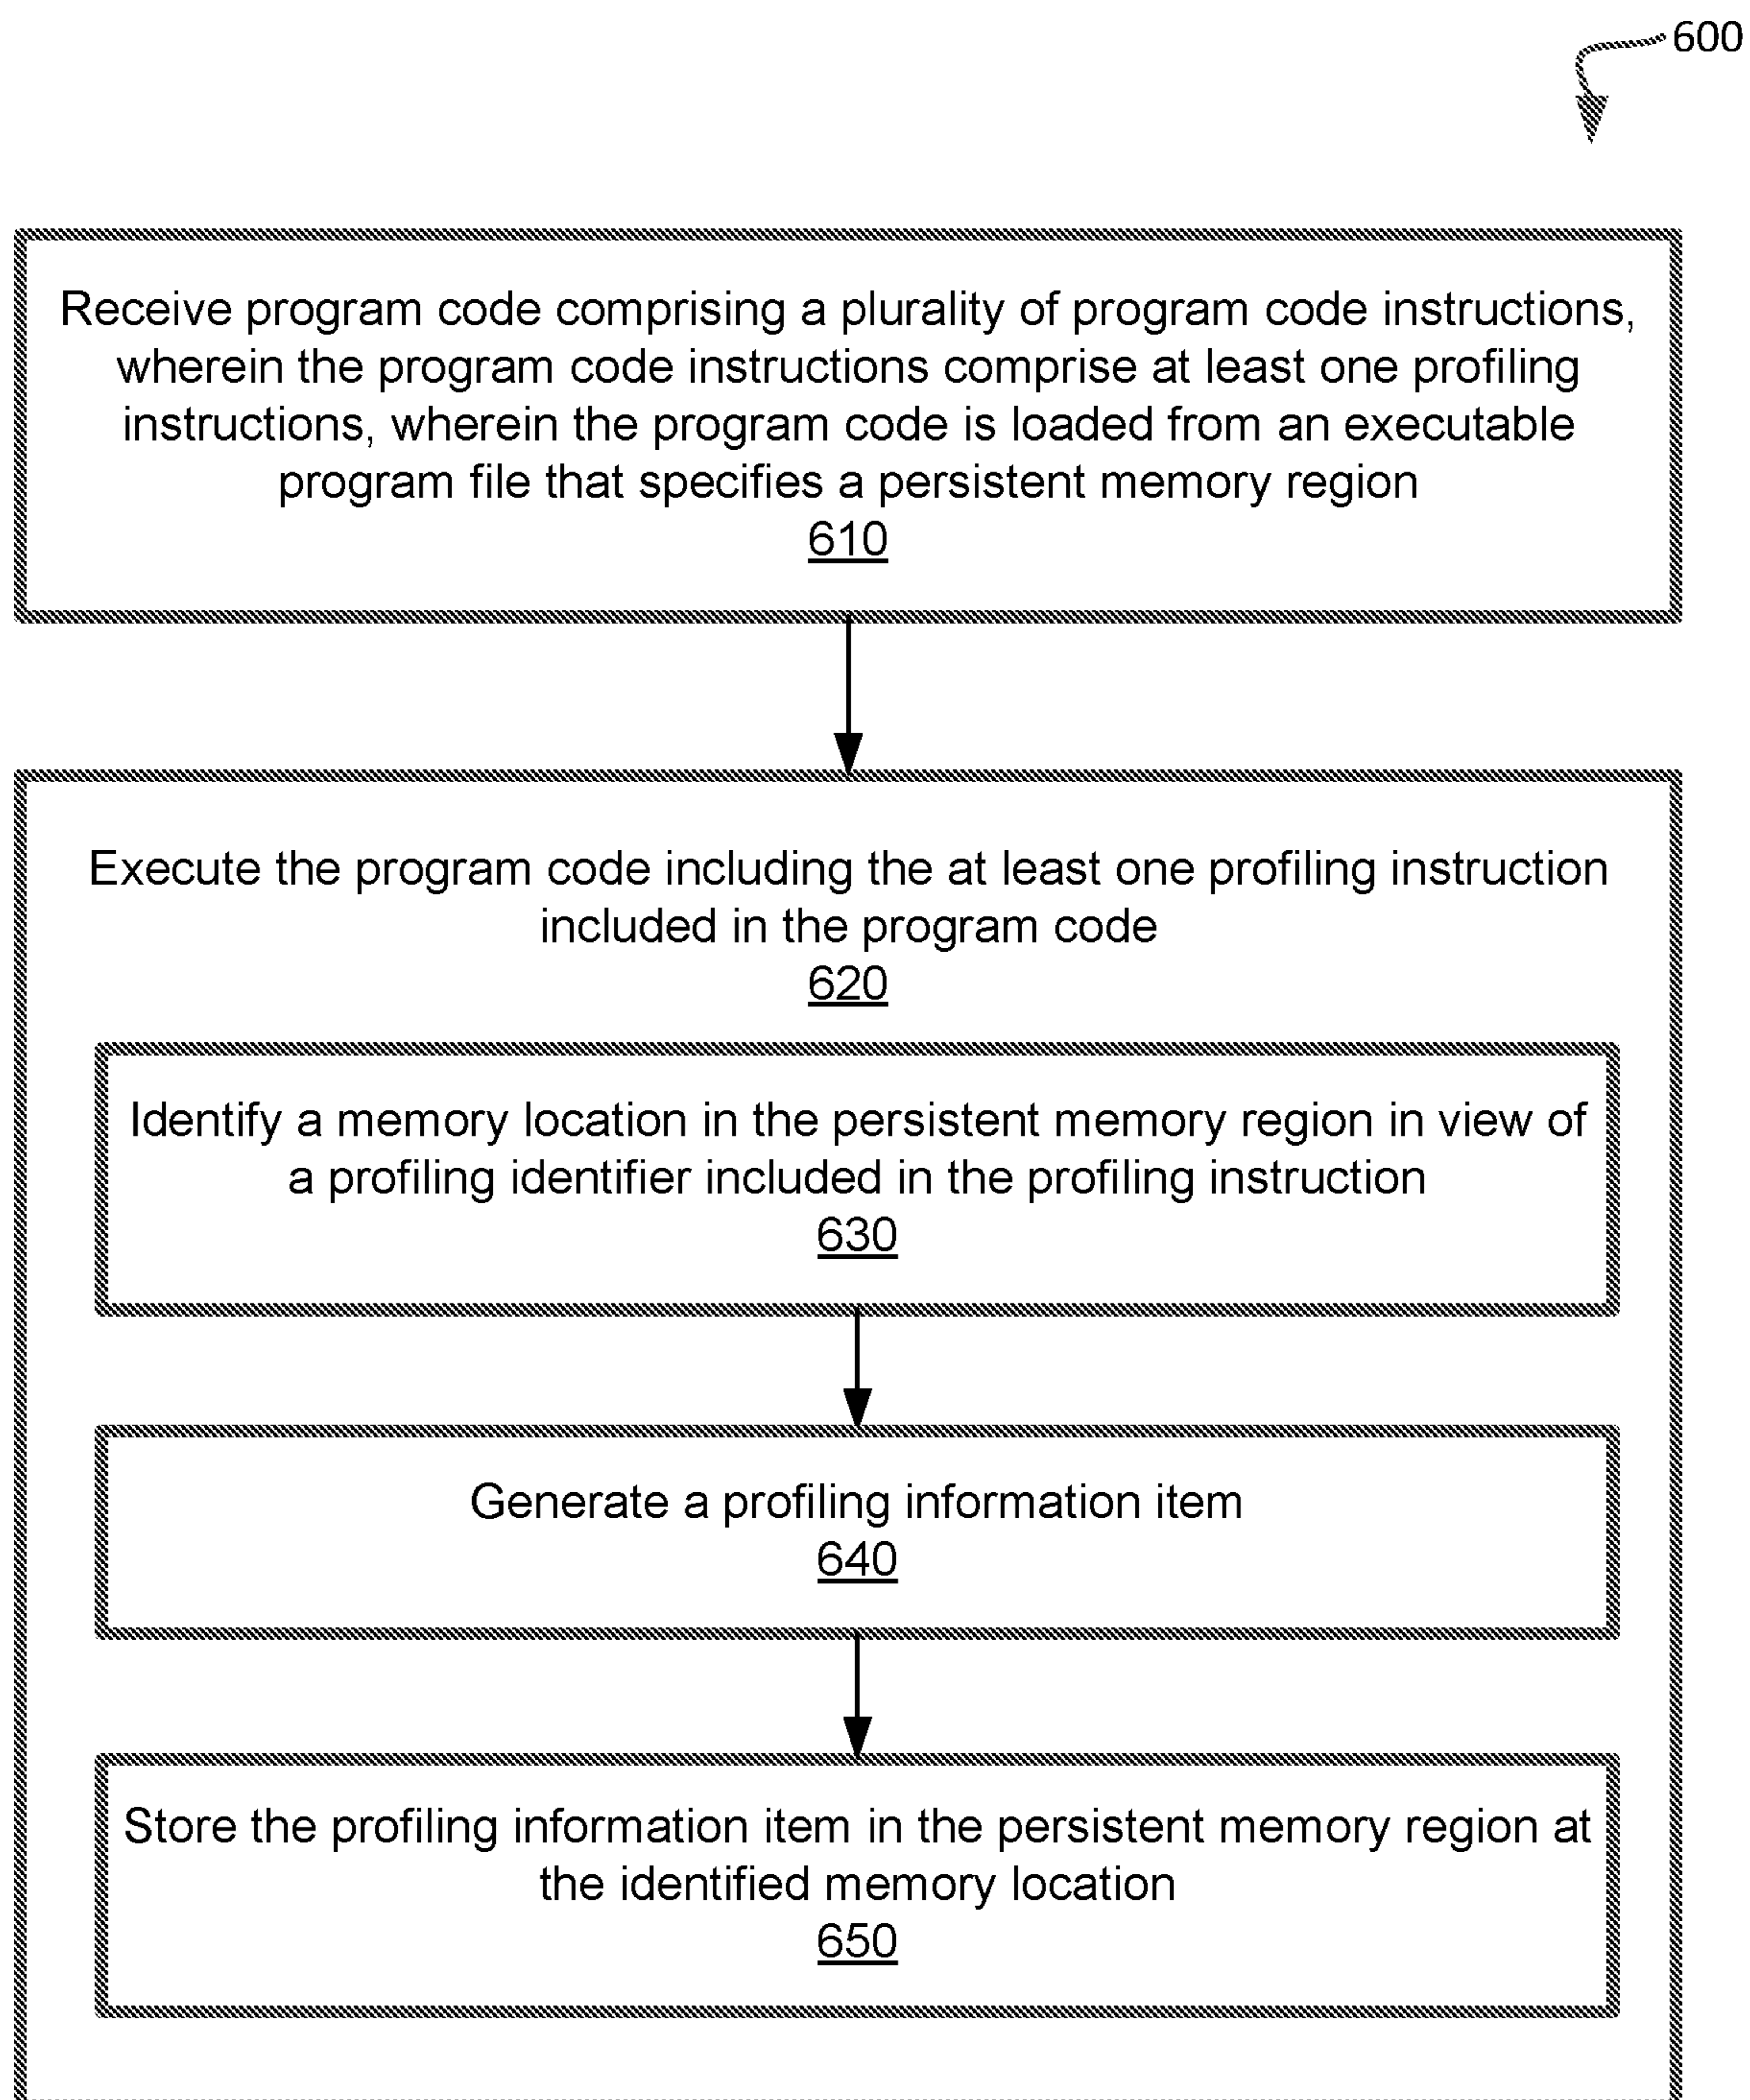 600
Receive program code comprising a plurality of program code instructions,
wherein the program code instructions comprise at least one profiling
instructions, wherein the program code is loaded from an executable
program file that specifies a persistent memory region
610
Execute the program code including the at least one profiling instruction
included in the program code
620
Identify a memory location in the persistent memory region in view of
a profiling identifier included in the profiling instruction
630
Generate a profiling information item
640
Store the profiling information item in the persistent memory region at
the identified memory location
650